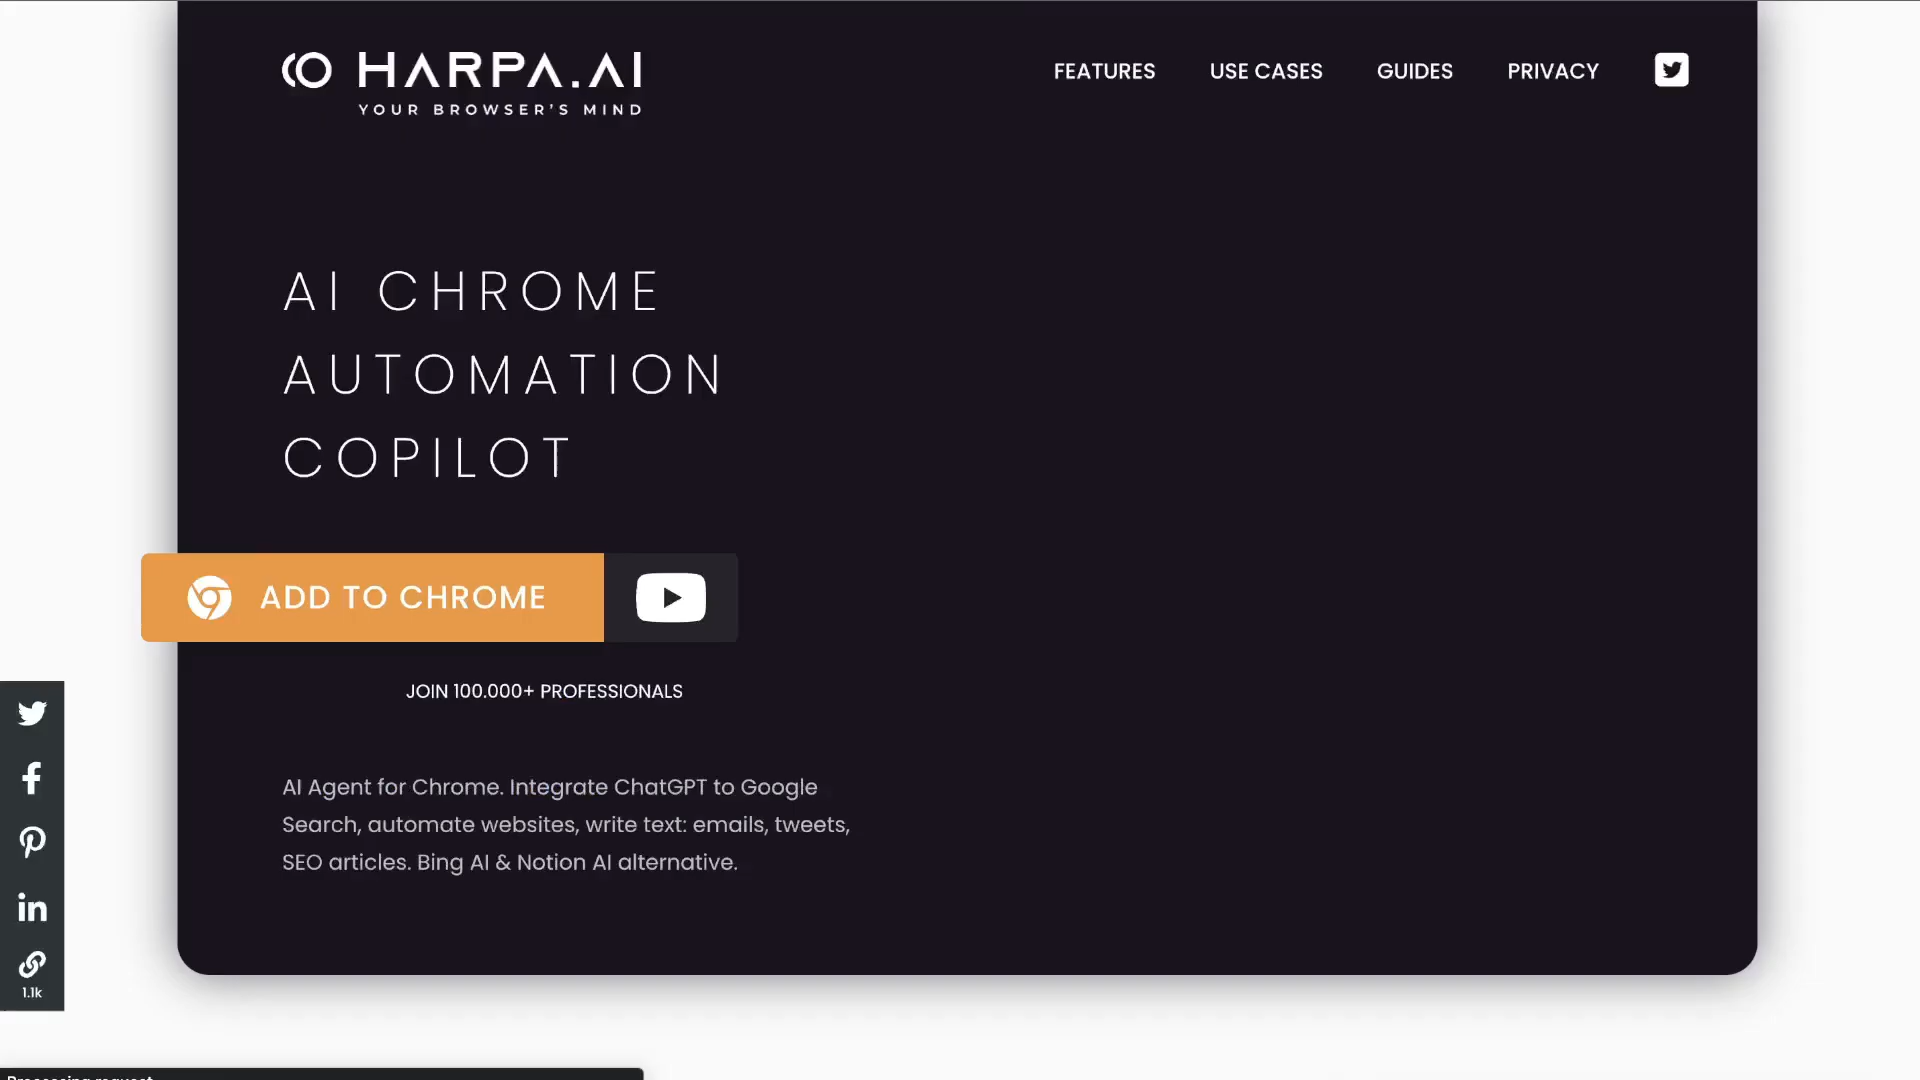 HARPA.AI
YOUR BROWSER'S MIND
FEATURES
USE CASES
GUIDES
PRIVACY
AI CHROME
AUTOMATION
COPILOT
ADD TO CHROME
JOIN 100.000+ PROFESSIONALS
AI Agent for Chrome. Integrate ChatGPT to Google
Search, automate websites, write text: emails, tweets,
SEO articles. Bing AI & Notion AI alternative.
1.1k
Processing request